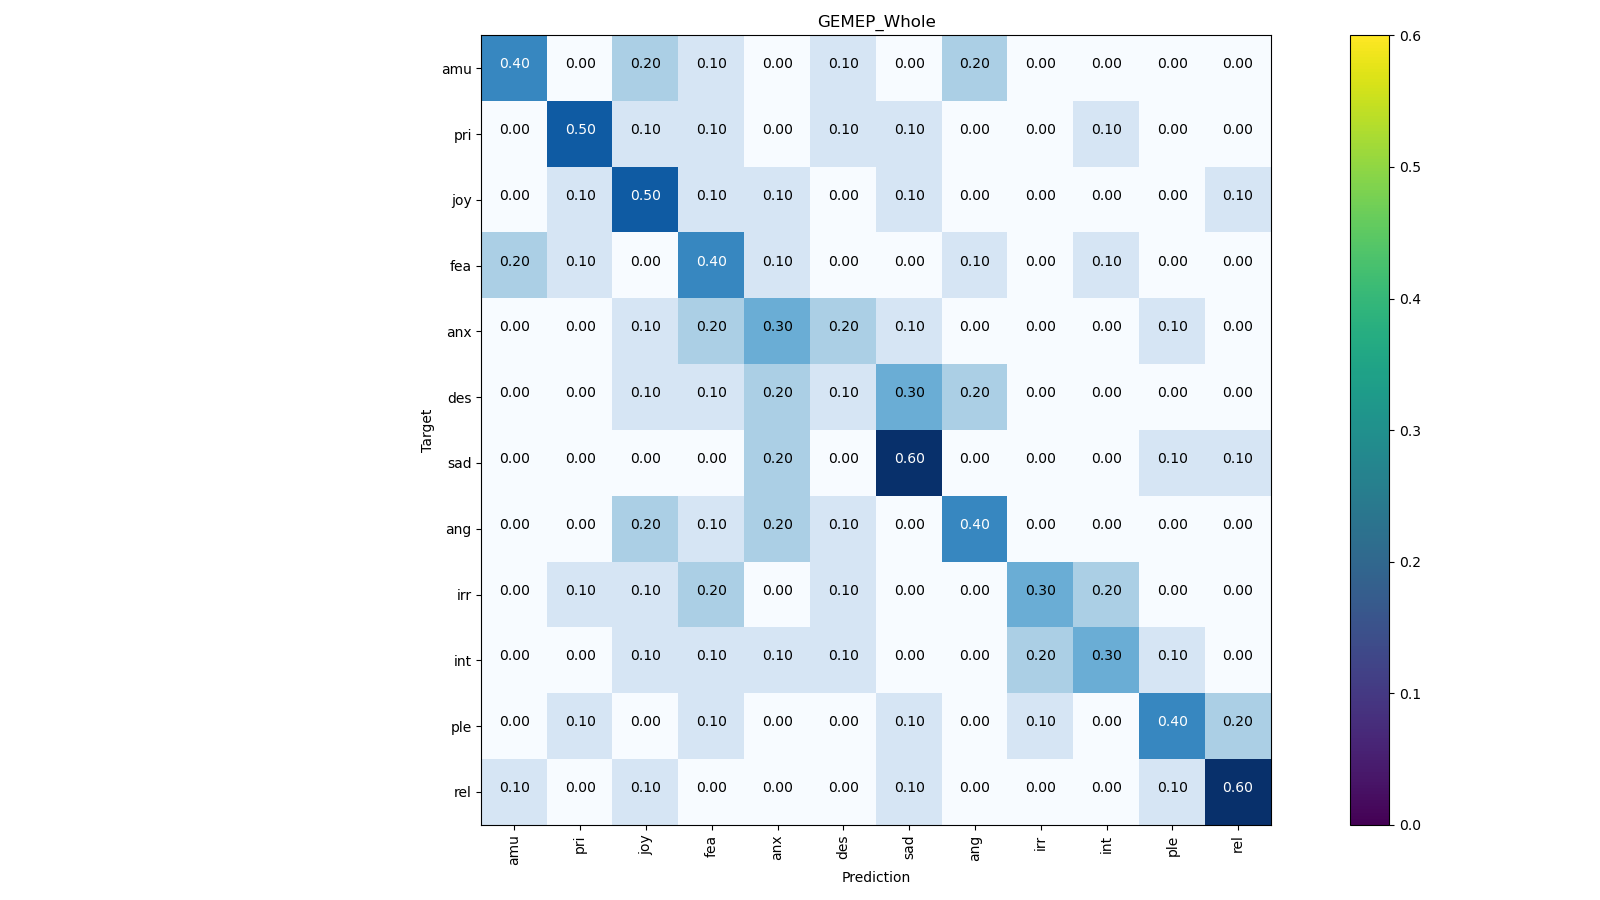 GEMEP_Whole
amu 0.40 0.00 0.20 0.10 0.00 0.10 0.00 0.20 0.00 0.00 0.00 0.00
pri 0.00 0.50 0.10 0.10 0.00 0.10 0.10 0.00 0.00 0.10 0.00 0.00
joy 0.00 0.10 0.50 0.10 0.10 0.00 0.10 0.00 0.00 0.00 0.00 0.10
fea 0.20 0.10 0.00 0.40 0.10 0.00 0.00 0.10 0.00 0.10 0.00 0.00
anx 0.00 0.00 0.10 0.20 0.30 0.20 0.10 0.00 0.00 0.00 0.10 0.00
des 0.00 0.00 0.10 0.10 0.20 0.10 0.30 0.20 0.00 0.00 0.00 0.00
sad 0.00 0.00 0.00 0.00 0.20 0.00 0.60 0.00 0.00 0.00 0.10 0.10
ang 0.00 0.00 0.20 0.10 0.20 0.10 0.00 0.40 0.00 0.00 0.00 0.00
irr 0.00 0.10 0.10 0.20 0.00 0.10 0.00 0.00 0.30 0.20 0.00 0.00
int 0.00 0.00 0.10 0.10 0.10 0.10 0.00 0.00 0.20 0.30 0.10 0.00
ple 0.00 0.10 0.00 0.10 0.00 0.00 0.10 0.00 0.10 0.00 0.40 0.20
rel 0.10 0.00 0.10 0.00 0.00 0.00 0.10 0.00 0.00 0.00 0.10 0.60
amu pri joy fea anx des sad ang irr int ple rel
Prediction
Target
0.6
0.5
0.4
0.3
0.2
0.1
0.0